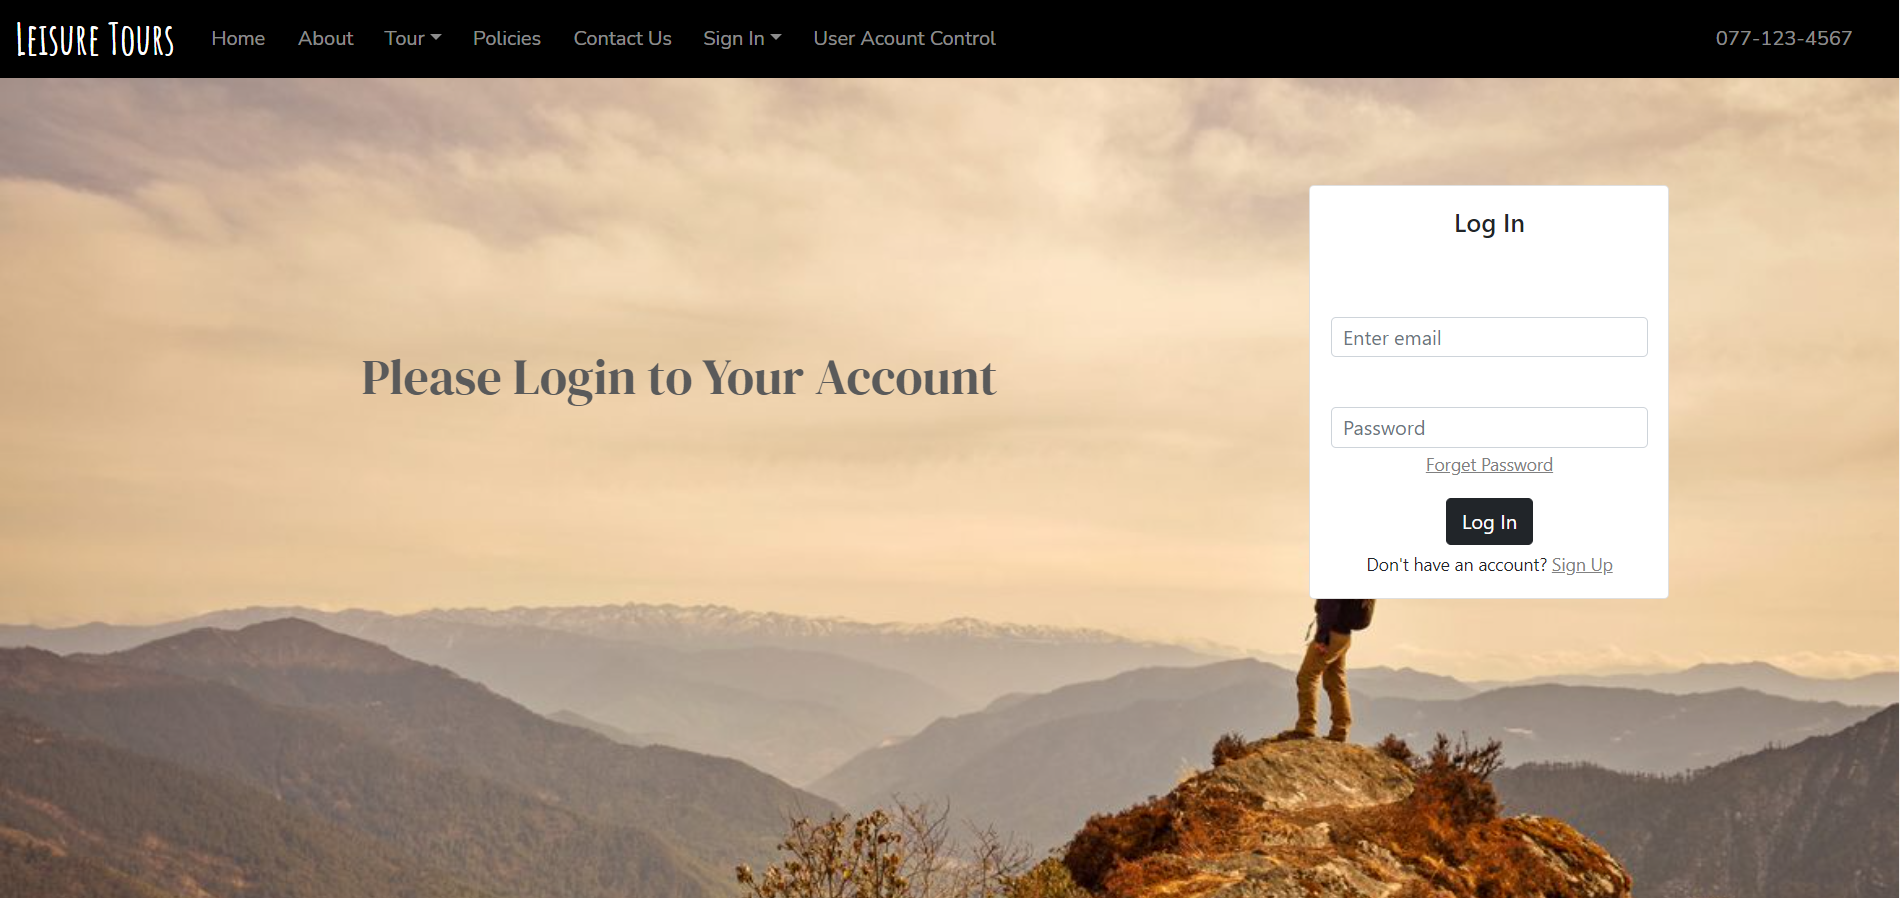 Leisure Tours Home About Tour Policies Contact Us Sign In User Acount Control 077-123-4567
Log In
Enter email
Please Login to Your Account
Password
Forget Password
Log In
Don't have an account? Sign Up